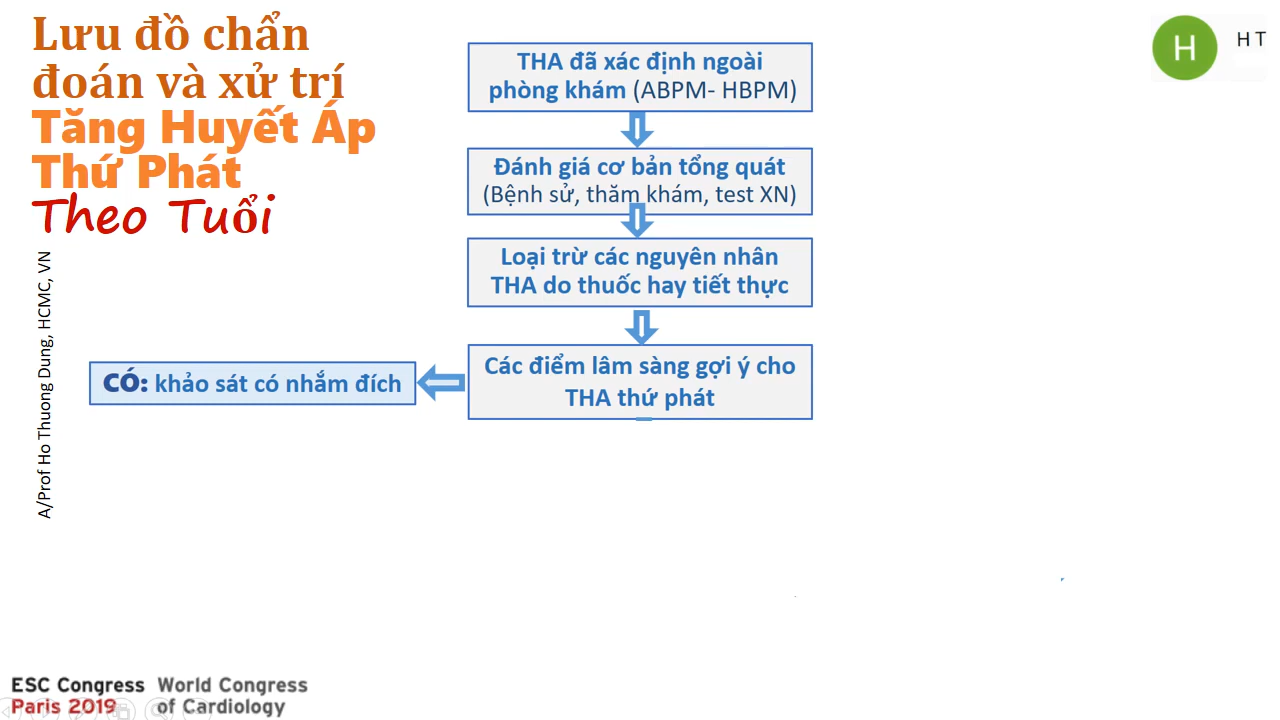 Lưu đồ chẩn
đoán và xử trí
Tăng Huyết Áp
Thứ Phát
Theo Tuổi
A/Prof Ho Thuong Dung, HCMC, VN
THA đã xác định ngoài
phòng khám (ABPM- HBPM)
Đánh giá cơ bản tổng quát
(Bệnh sử, thăm khám, test XN)
Loại trừ các nguyên nhân
THA do thuốc hay tiết thực
Các điểm lâm sàng gợi ý cho
THA thứ phát
CÓ: khảo sát có nhắm đích
H
H T
ESC Congress
Paris 2019
World Congress
of Cardiology